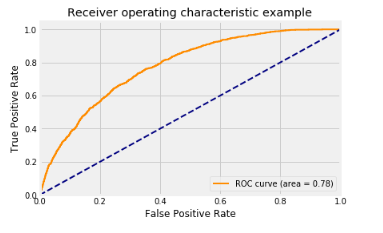 Receiver operating characteristic example
True Positive Rate
1.0
0.8
0.6
0.4
0.2
0.0
ROC curve (area = 0.78)
0.0 0.2 0.4 0.6 0.8 1.0
False Positive Rate